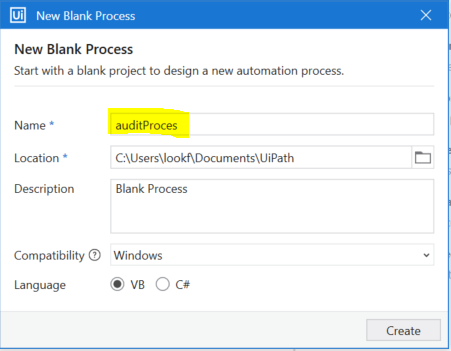 Ui New Blank Process
New Blank Process
Start with a blank project to design a new automation process.
Name * auditProces
Location * C:\Users\lookf\Documents\UiPath
Description Blank Process
Compatibility ? Windows
Language VB C#
Create